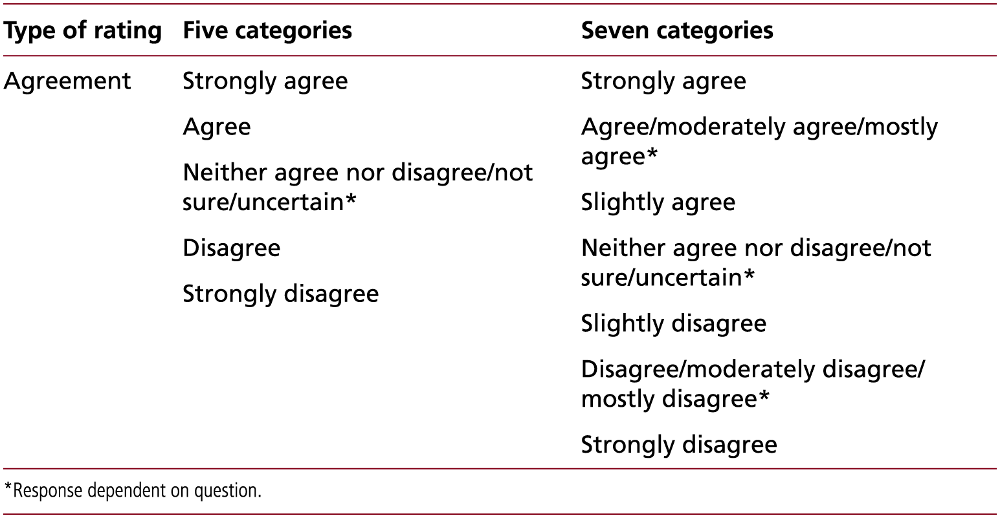 Type of rating Five categories Seven categories
Agreement Strongly agree Strongly agree
Agree Agree/moderately agree/mostly
agree*
Neither agree nor disagree/not
sure/uncertain* Slightly agree
Disagree Neither agree nor disagree/not
sure/uncertain*
Strongly disagree
Slightly disagree
Disagree/moderately disagree/
mostly disagree*
Strongly disagree
*Response dependent on question.